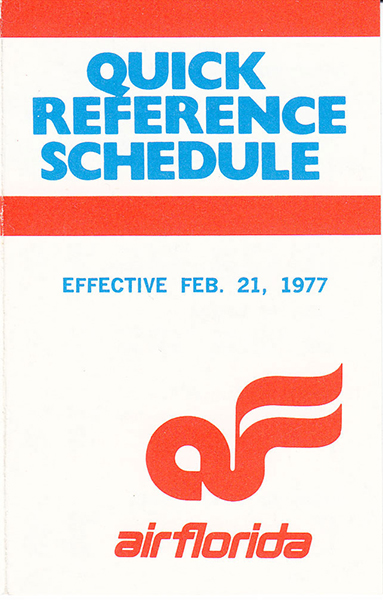 QUICK
REFERENCE
SCHEDULE
EFFECTIVE FEB. 21, 1977
airflorida